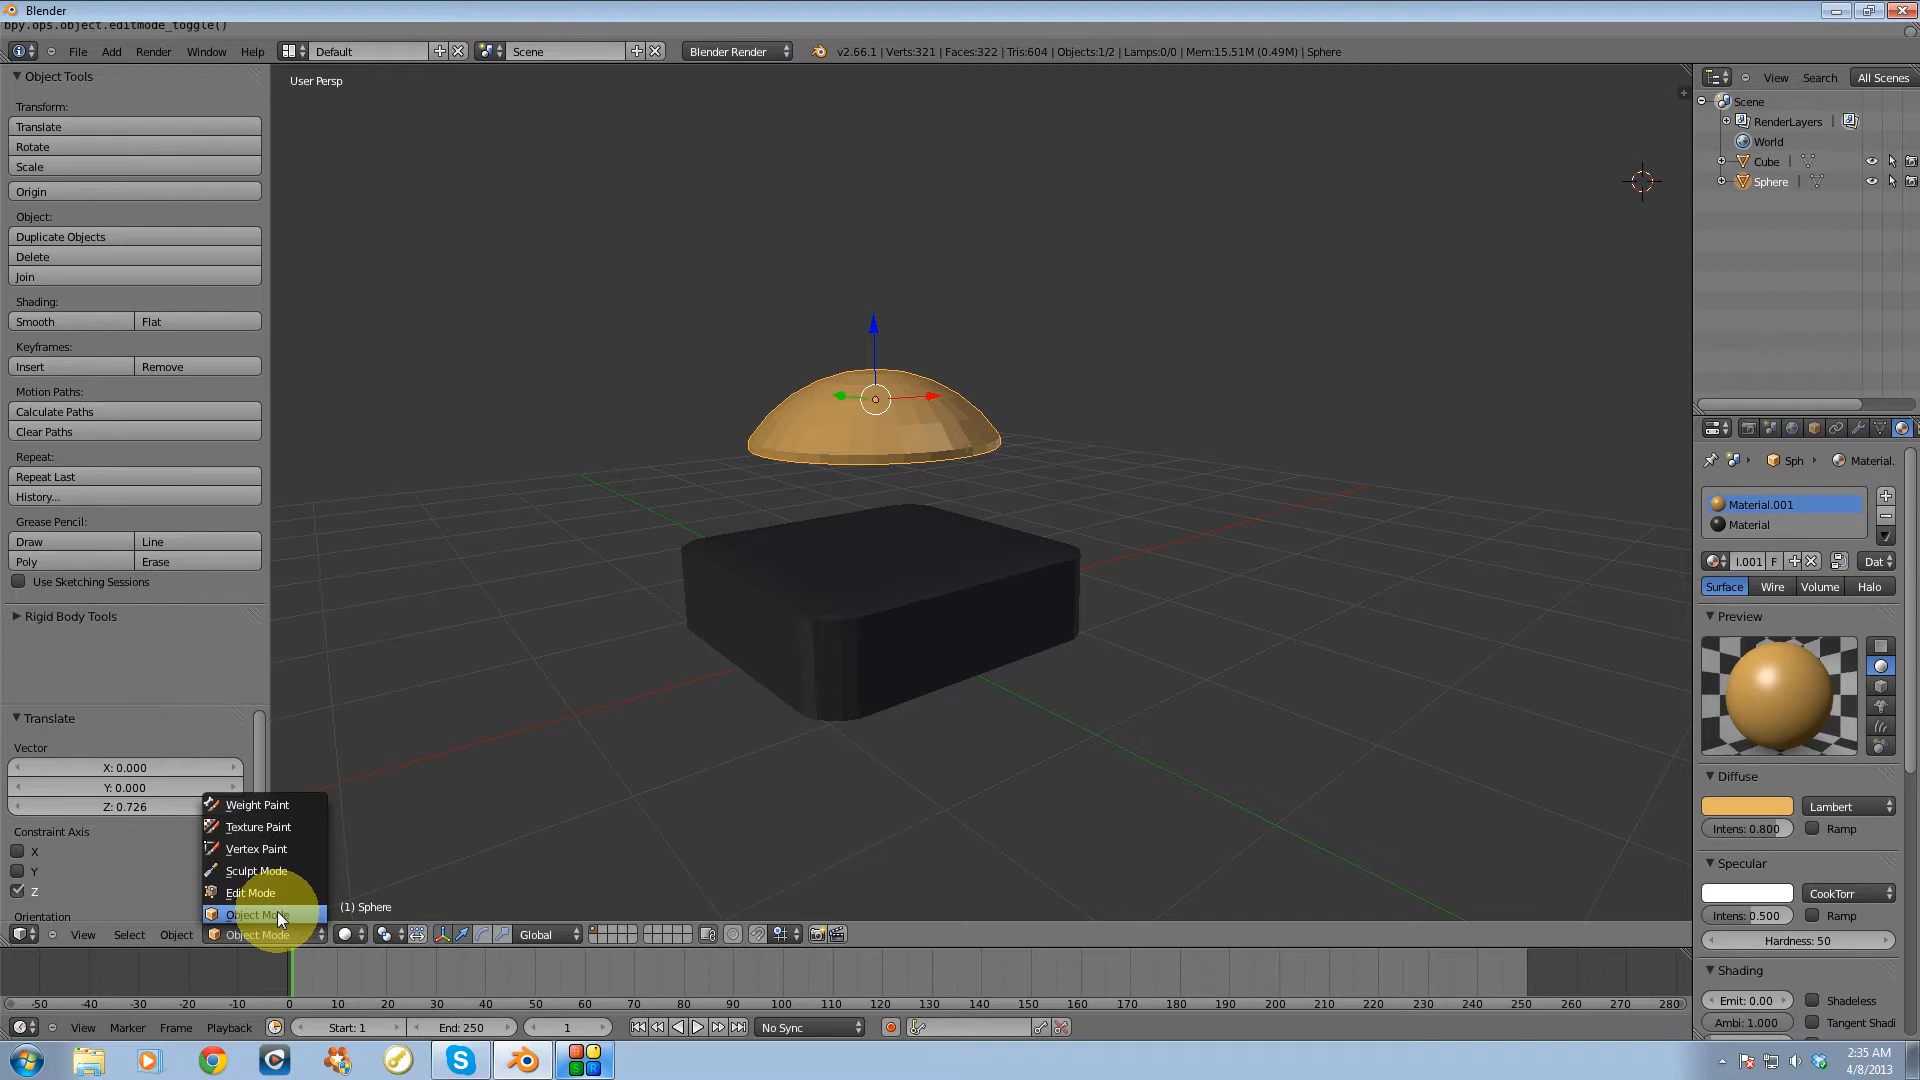 Blender
bpy.ops.object.editmode_toggle()
File Add Render Window Help Default Scene Blender Render v2.66.1 | Verts:321 | Faces:322 | Tris:604 | Objects:1/2 | Lamps:0/0 | Mem:15.51M (0.49M) | Sphere
Object Tools
Transform:
Translate
Rotate
Scale
Origin
Object:
Duplicate Objects
Delete
Join
Shading:
Smooth Flat
Keyframes:
Insert Remove
Motion Paths:
Calculate Paths
Clear Paths
Repeat:
Repeat Last
History...
Grease Pencil:
Draw Line
Poly Erase
Use Sketching Sessions
Rigid Body Tools
Translate
Vector
X: 0.000
Y: 0.000
Z: 0.726
Constraint Axis
X
Y
Z
Orientation
User Persp
Weight Paint
Texture Paint
Vertex Paint
Sculpt Mode
Edit Mode
Object Mode
(1) Sphere
View Select Object Object Mode Global
-50 -40 -30 -20 -10 0 10 20 30 40 50 60 70 80 90 100 110 120 130 140 150 160 170 180 190 200 210 220 230 240 250 260 270 280
View Marker Frame Playback Start: 1 End: 250 1 No Sync
View Search All Scenes
Scene
RenderLayers
World
Cube
Sphere
Sph Material.
Material.001
Material
I.001 F Dat
Surface Wire Volume Halo
Preview
Diffuse
Lambert
Intens: 0.800 Ramp
Specular
CookTorr
Intens: 0.500 Ramp
Hardness: 50
Shading
Emit: 0.00 Shadeless
Ambi: 1.000 Tangent Shadi
2:35 AM
4/8/2013